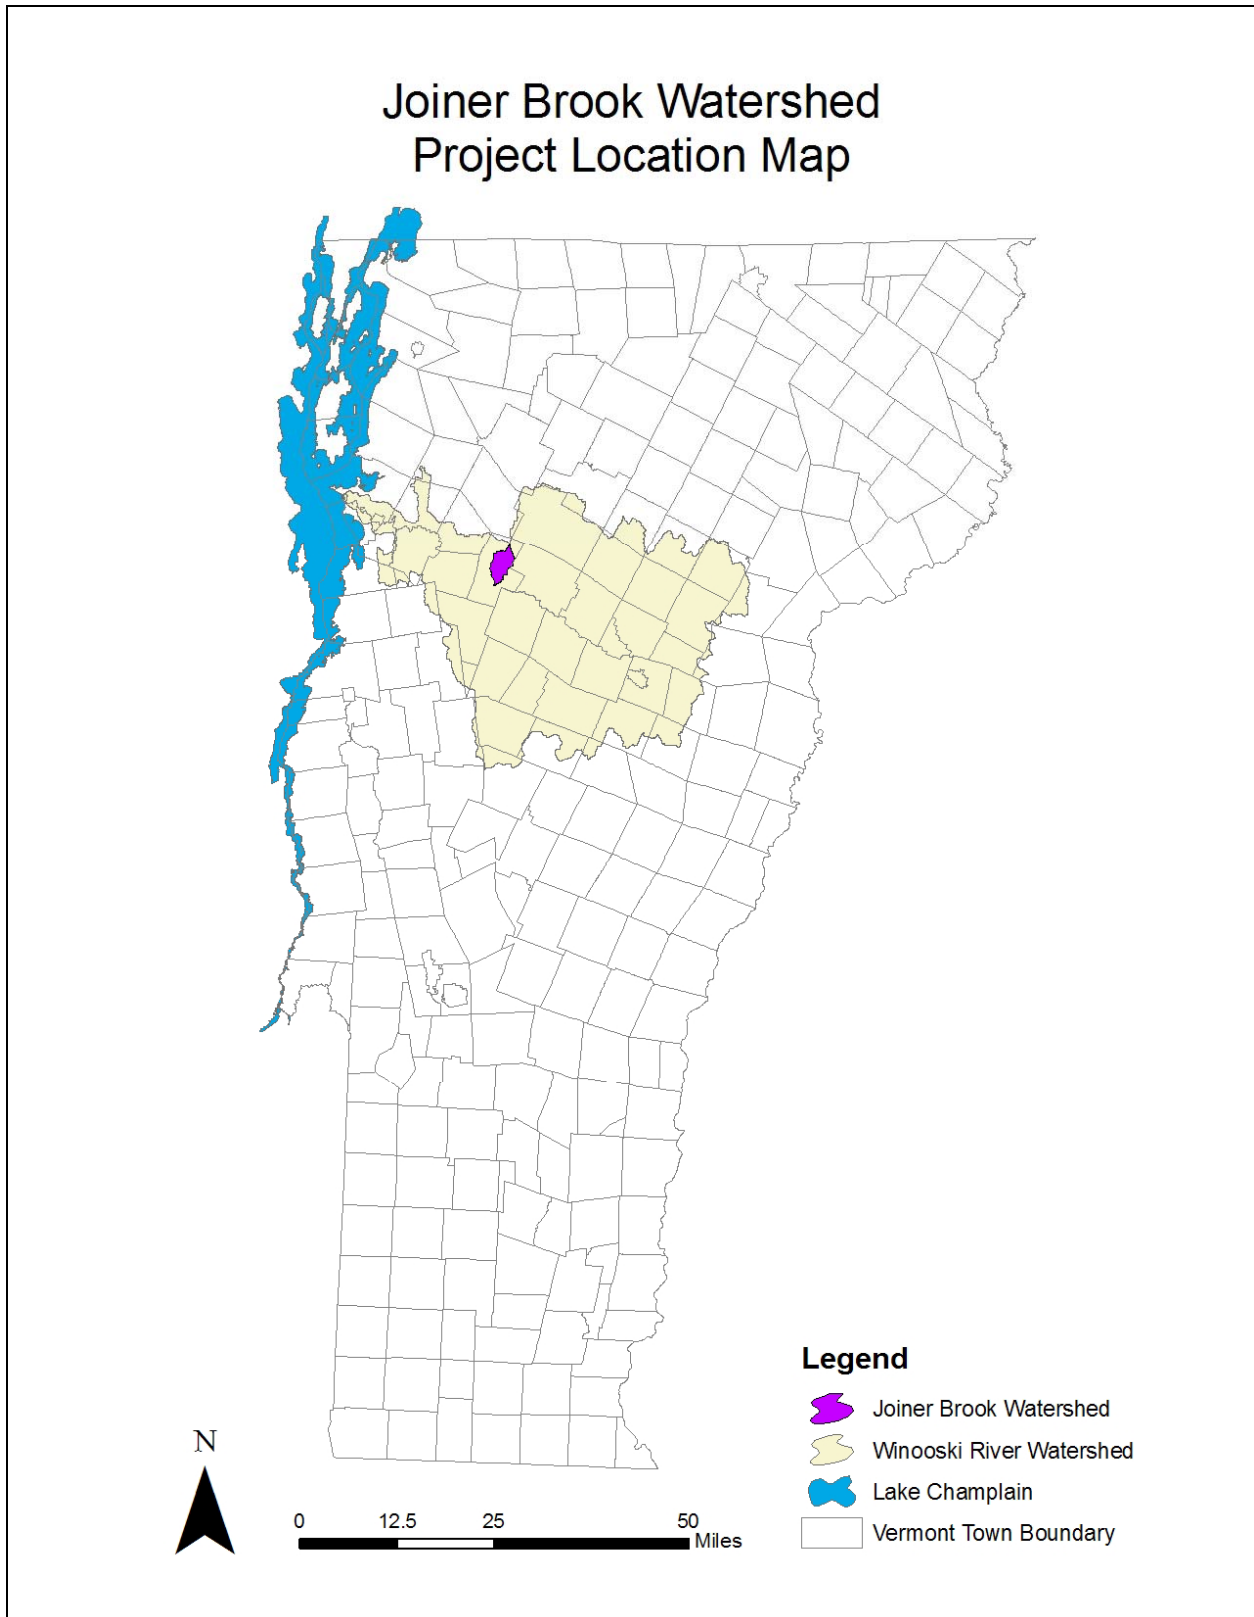 Joiner Brook Watershed
Project Location Map
Legend
Joiner Brook Watershed
Winooski River Watershed
Lake Champlain
Vermont Town Boundary
N
0 12.5 25 50
Miles